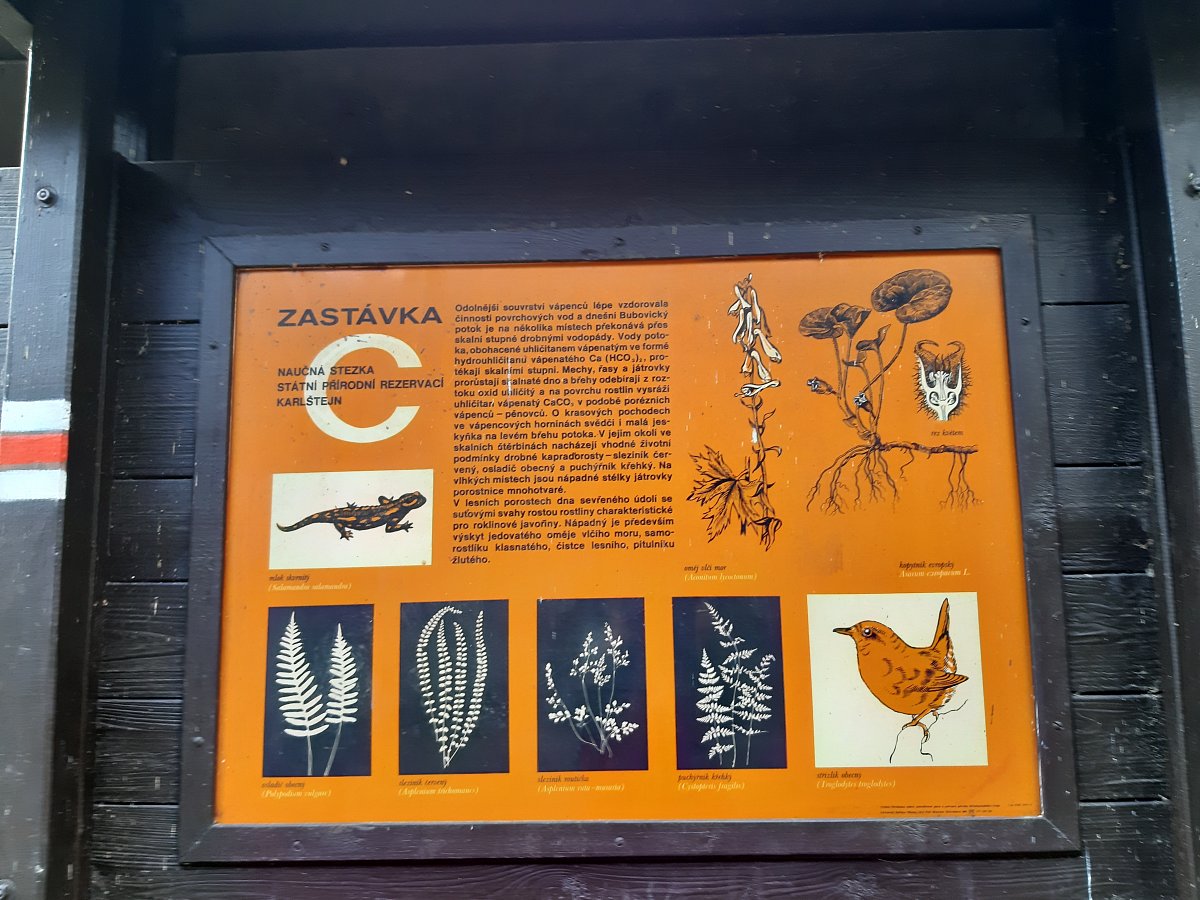 ZASTÁVKA
C
NAUČNÁ STEZKA
STÁTNÍ PŘÍRODNÍ REZERVACÍ
KARLŠTEJN
Odolnější souvrství vápenců lépe vzdorovala
činnosti povrchových vod a dnešní Bubovický
potok je na několika místech překonává přes
skalní stupně drobnými vodopády. Vody poto-
ka, obohacené uhličitanem vápenatým ve formě
hydrouhličitanu vápenatého Ca (HCO₃)₂, pro-
tékají skalními stupni. Mechy, řasy a játrovky
prorůstají skalnaté dno a břehy odebírají z roz-
toku oxid uhličitý a na povrchu rostlin vysráží
uhličitan vápenatý CaCO₃ v podobě porézních
vápenců – pěnovců. O krasových pochodech
ve vápencových horninách svědčí i malá jes-
kyňka na levém břehu potoka. V jejím okolí ve
skalních štěrbinách nacházejí vhodné životní
podmínky drobné kapraďorosty – sleziník čer-
vený, osladič obecný a puchýřník křehký. Na
vlhkých místech jsou nápadné stélky játrovky
porostnice mnohotvaré.
V lesních porostech dna sevřeného údolí se
suťovými svahy rostou rostliny charakteristické
pro roklinové javořiny. Nápadný je především
výskyt jedovatého oměje vlčího moru, samo-
rostlíku klasnatého, čistce lesního, pitulníku
žlutého.
řez květem
mlok skvrnitý
(Salamandra salamandra)
oměj vlčí mor
(Aconitum lycoctonum)
kopytník evropský
Asarum europaeum L.
osladič obecný
(Polypodium vulgare)
sleziník červený
(Asplenium trichomanes)
sleziník routička
(Asplenium ruta-muraria)
puchýřník křehký
(Cystopteris fragilis)
střízlík obecný
(Troglodytes troglodytes)